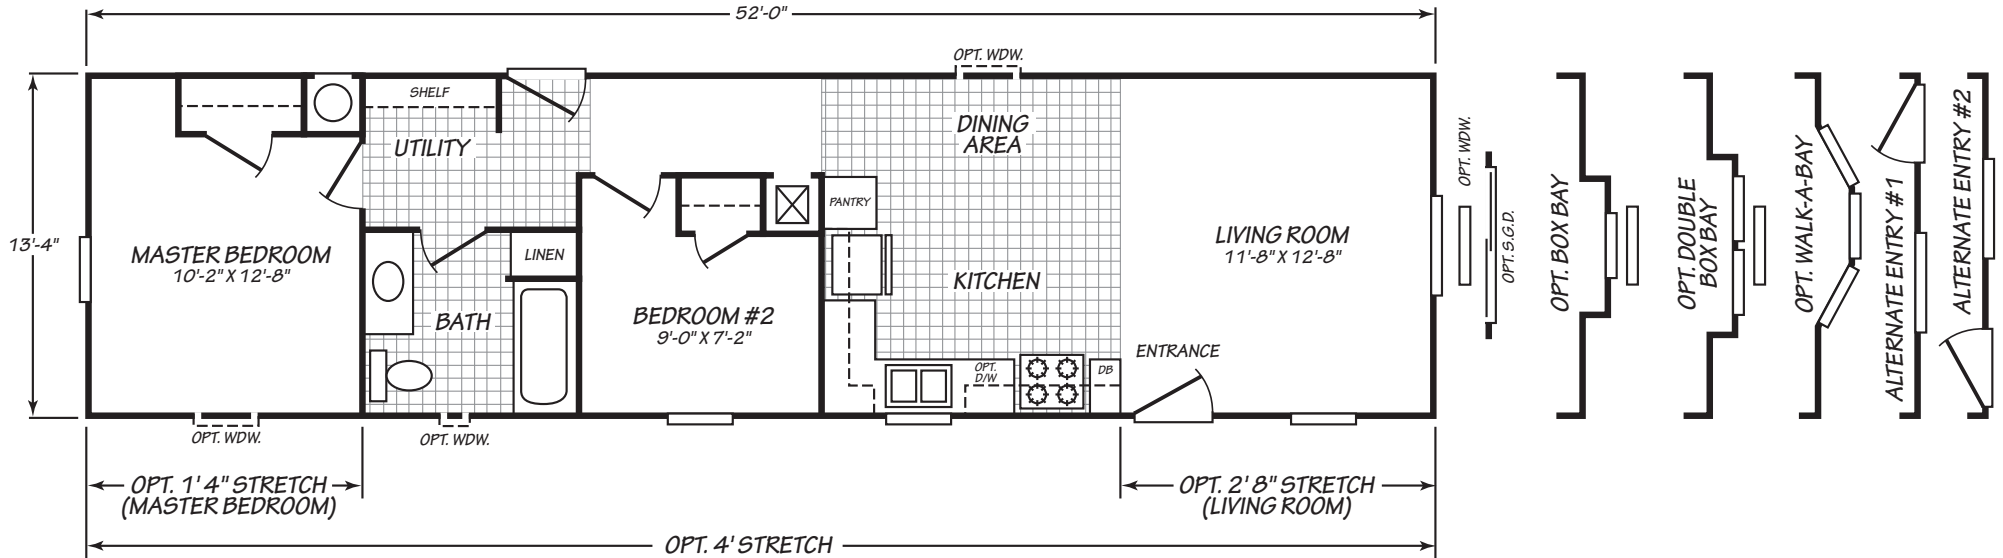 52'-0"
OPT. WDW.
SHELF
UTILITY
DINING
AREA
13'-4"
MASTER BEDROOM
10'-2" X 12'-8"
LINEN
BATH
BEDROOM #2
9'-0" X 7'-2"
PANTRY
KITCHEN
OPT.
D/W
DB
LIVING ROOM
11'-8" X 12'-8"
ENTRANCE
OPT. WDW.
OPT. S.G.D.
OPT. BOX BAY
OPT. DOUBLE
BOX BAY
OPT. WALK-A-BAY
ALTERNATE ENTRY #1
ALTERNATE ENTRY #2
OPT. WDW.
OPT. WDW.
OPT. 1' 4" STRETCH
(MASTER BEDROOM)
OPT. 2' 8" STRETCH
(LIVING ROOM)
OPT. 4' STRETCH